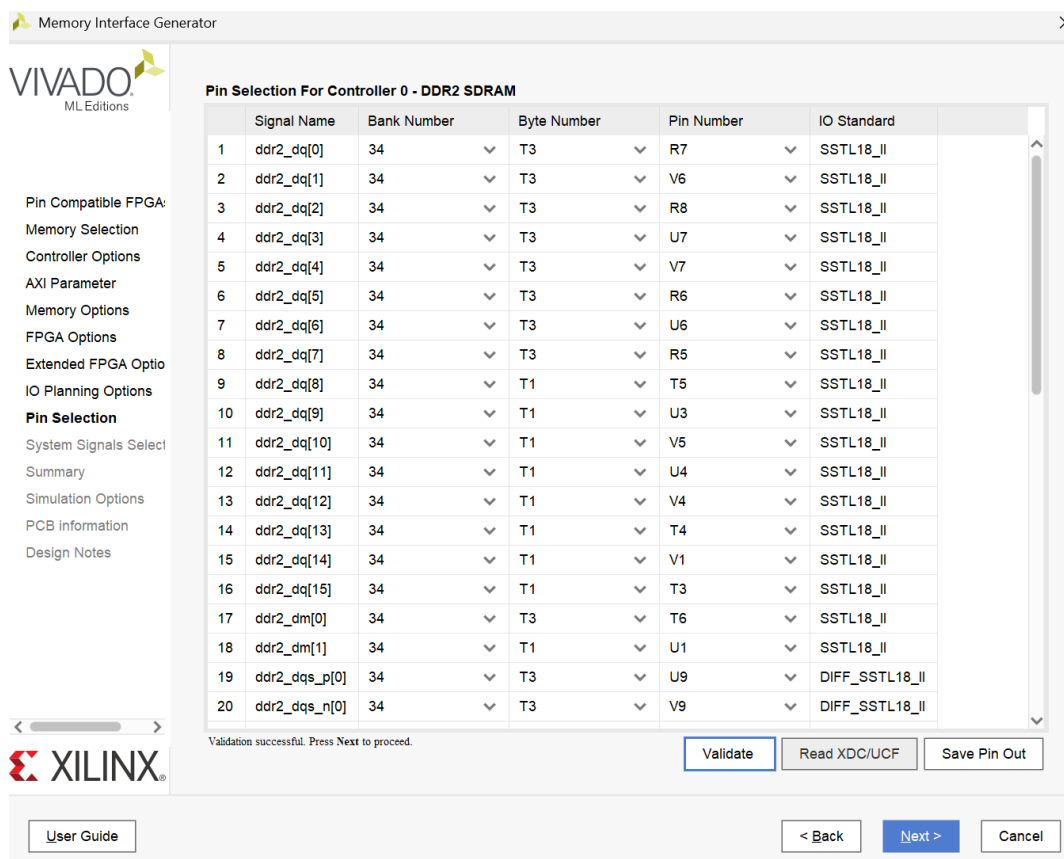 Memory Interface Generator
VIVADO
ML Editions
Pin Compatible FPGAs
Memory Selection
Controller Options
AXI Parameter
Memory Options
FPGA Options
Extended FPGA Optio
IO Planning Options
Pin Selection
System Signals Select
Summary
Simulation Options
PCB information
Design Notes
XILINX®
Pin Selection For Controller 0 - DDR2 SDRAM
Signal Name Bank Number Byte Number Pin Number IO Standard
1 ddr2_dq[0] 34 T3 R7 SSTL18_II
2 ddr2_dq[1] 34 T3 V6 SSTL18_II
3 ddr2_dq[2] 34 T3 R8 SSTL18_II
4 ddr2_dq[3] 34 T3 U7 SSTL18_II
5 ddr2_dq[4] 34 T3 V7 SSTL18_II
6 ddr2_dq[5] 34 T3 R6 SSTL18_II
7 ddr2_dq[6] 34 T3 U6 SSTL18_II
8 ddr2_dq[7] 34 T3 R5 SSTL18_II
9 ddr2_dq[8] 34 T1 T5 SSTL18_II
10 ddr2_dq[9] 34 T1 U3 SSTL18_II
11 ddr2_dq[10] 34 T1 V5 SSTL18_II
12 ddr2_dq[11] 34 T1 U4 SSTL18_II
13 ddr2_dq[12] 34 T1 V4 SSTL18_II
14 ddr2_dq[13] 34 T1 T4 SSTL18_II
15 ddr2_dq[14] 34 T1 V1 SSTL18_II
16 ddr2_dq[15] 34 T1 T3 SSTL18_II
17 ddr2_dm[0] 34 T3 T6 SSTL18_II
18 ddr2_dm[1] 34 T1 U1 SSTL18_II
19 ddr2_dqs_p[0] 34 T3 U9 DIFF_SSTL18_II
20 ddr2_dqs_n[0] 34 T3 V9 DIFF_SSTL18_II
Validation successful. Press Next to proceed.
Validate Read XDC/UCF Save Pin Out
User Guide < Back Next > Cancel